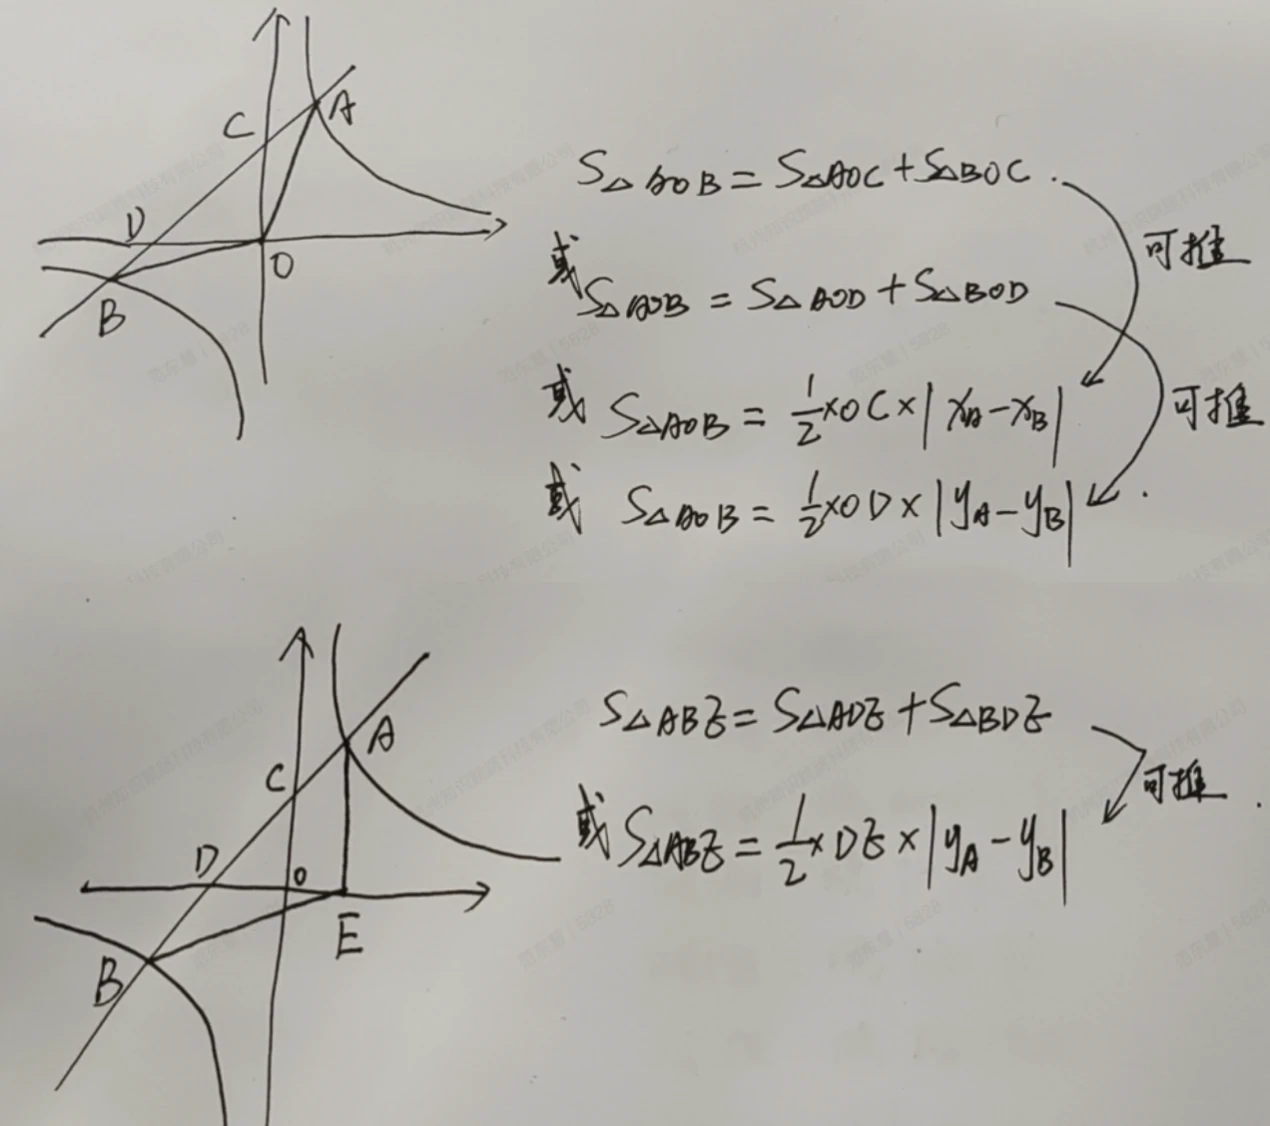 C
A
D
O
B
S△AOB = S△AOC + S△BOC .
可推
或 S△AOB = S△AOD + S△BOD
或 S△AOB = 1/2 × OC × |xA - xB|
可推
或 S△AOB = 1/2 × OD × |yA - yB| .
A
C
D
O
E
B
S△ABE = S△ADE + S△BDE
可推 .
或 S△ABE = 1/2 × DE × |yA - yB|